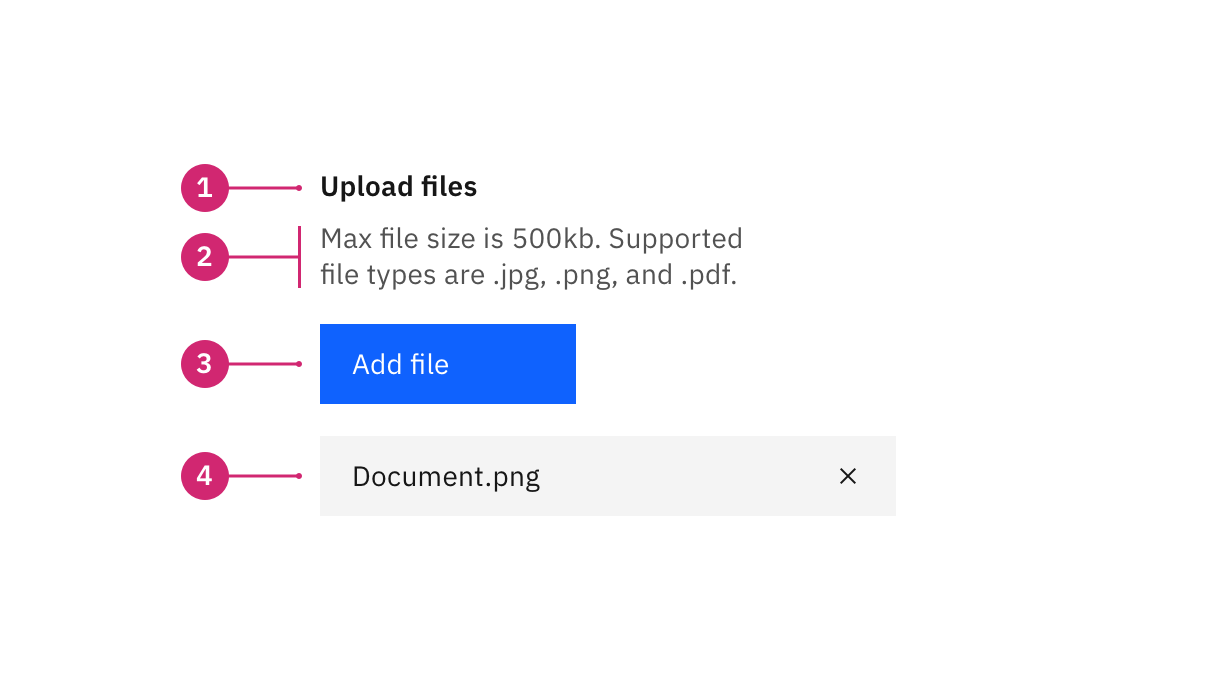 1 Upload files
2 Max file size is 500kb. Supported
file types are .jpg, .png, and .pdf.
3 Add file
4 Document.png